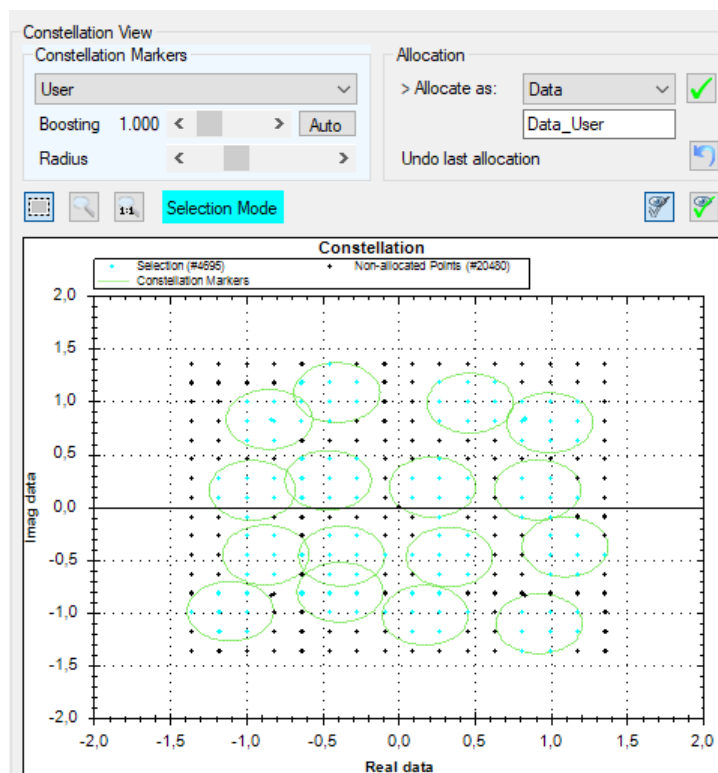 Constellation View
Constellation Markers
User
Boosting 1.000 < > Auto
Radius < >
Allocation
> Allocate as: Data
Data_User
Undo last allocation
1:1 Selection Mode
Constellation
Selection (#4695) Non-allocated Points (#20480)
Constellation Markers
2,0
1,5
1,0
0,5
0,0
-0,5
-1,0
-1,5
-2,0
Imag data
-2,0 -1,5 -1,0 -0,5 0,0 0,5 1,0 1,5 2,0
Real data